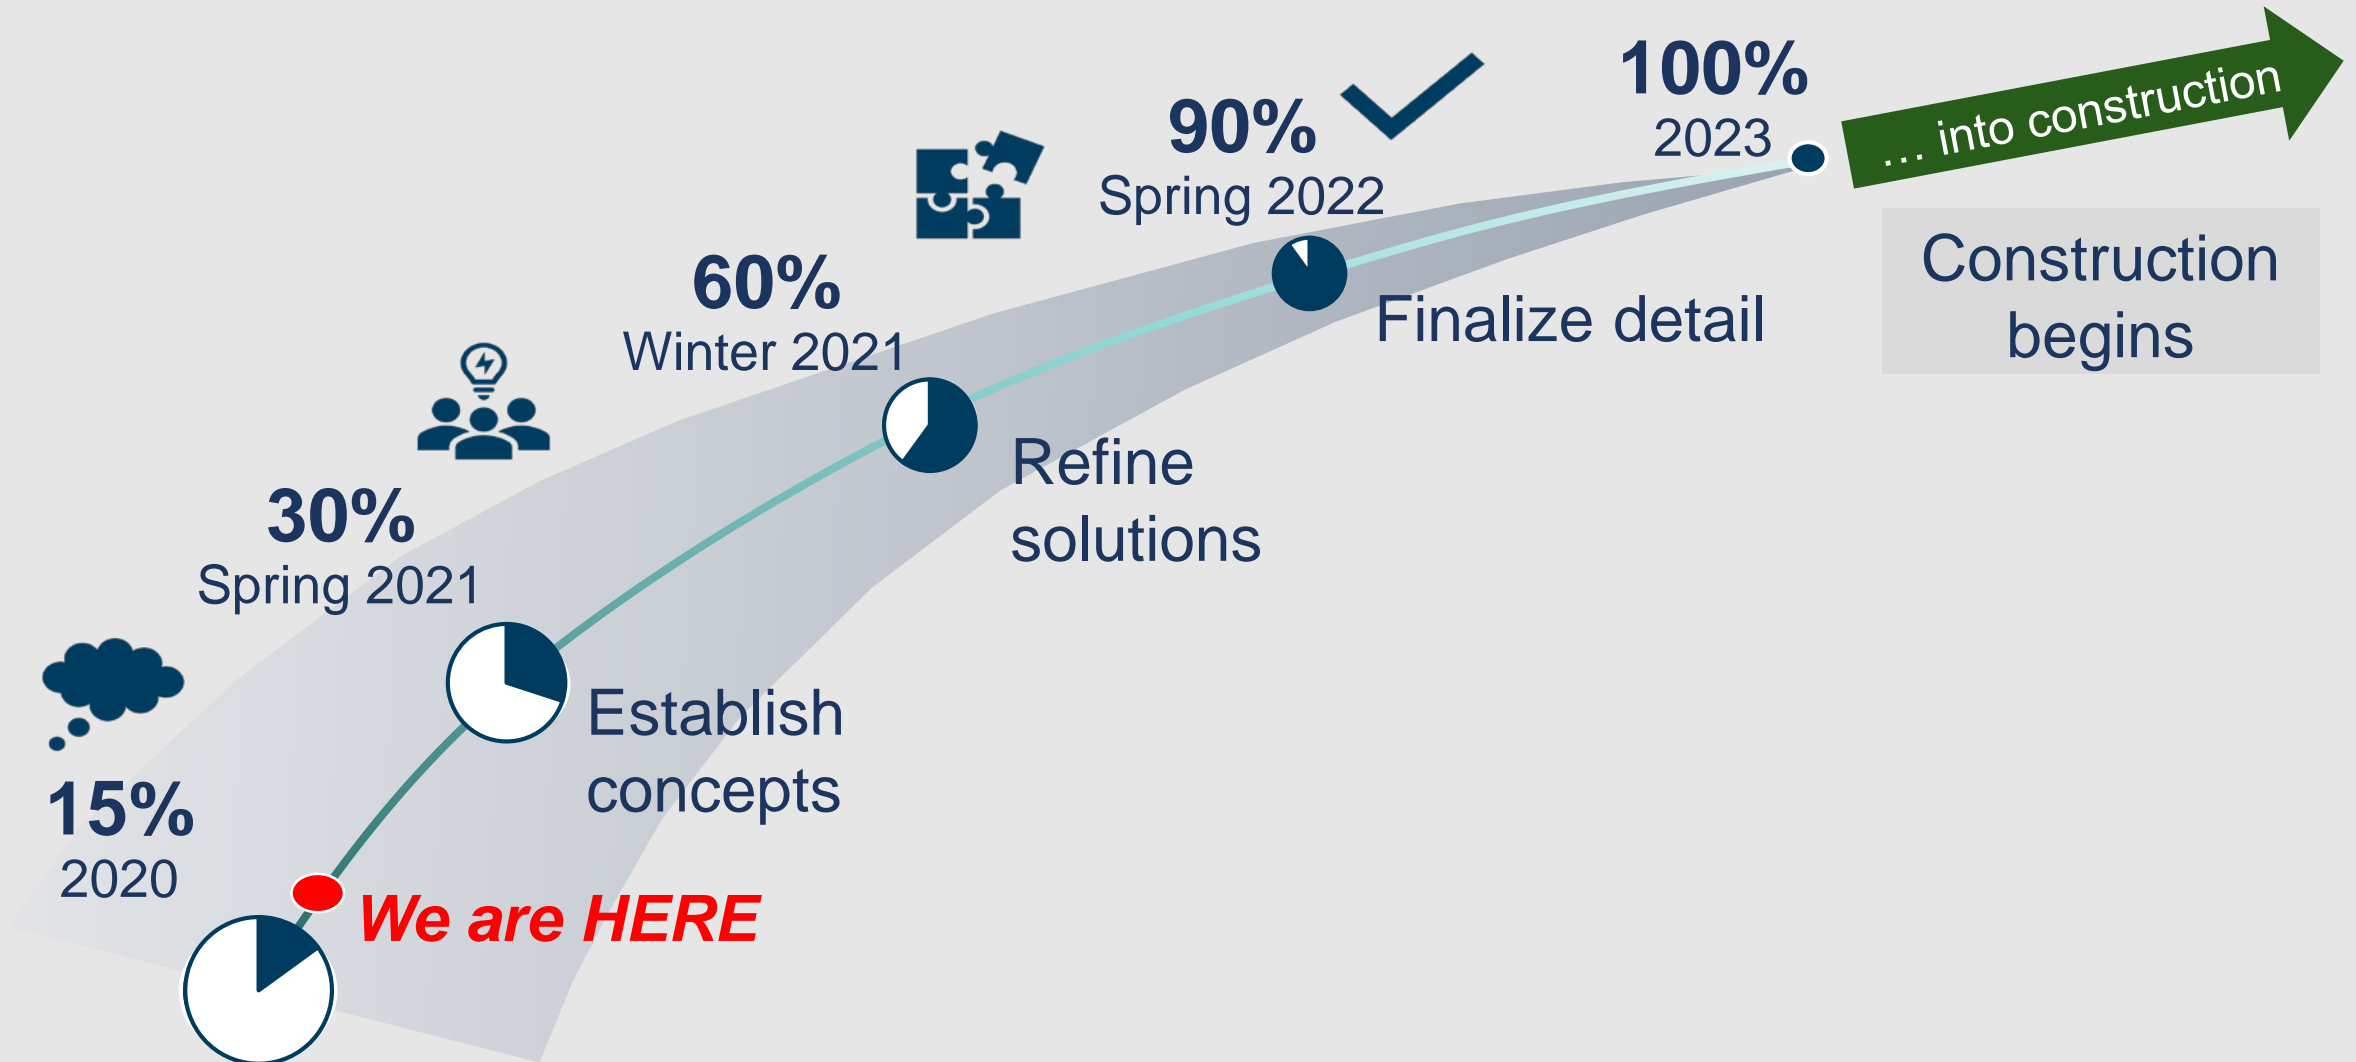 15%
2020
We are HERE
30%
Spring 2021
Establish
concepts
60%
Winter 2021
Refine
solutions
90%
Spring 2022
Finalize detail
100%
2023
... into construction
Construction
begins